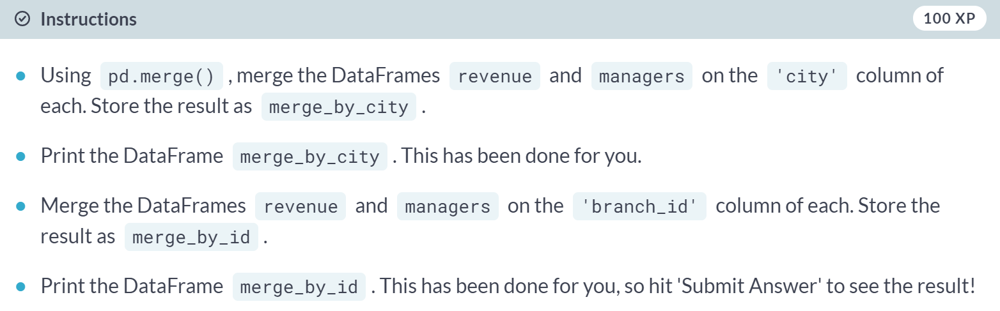 Instructions
100 XP
Using pd.merge() , merge the DataFrames revenue and managers on the 'city' column of
each. Store the result as merge_by_city .
Print the DataFrame merge_by_city . This has been done for you.
Merge the DataFrames revenue and managers on the 'branch_id' column of each. Store the
result as merge_by_id .
Print the DataFrame merge_by_id . This has been done for you, so hit 'Submit Answer' to see the result!